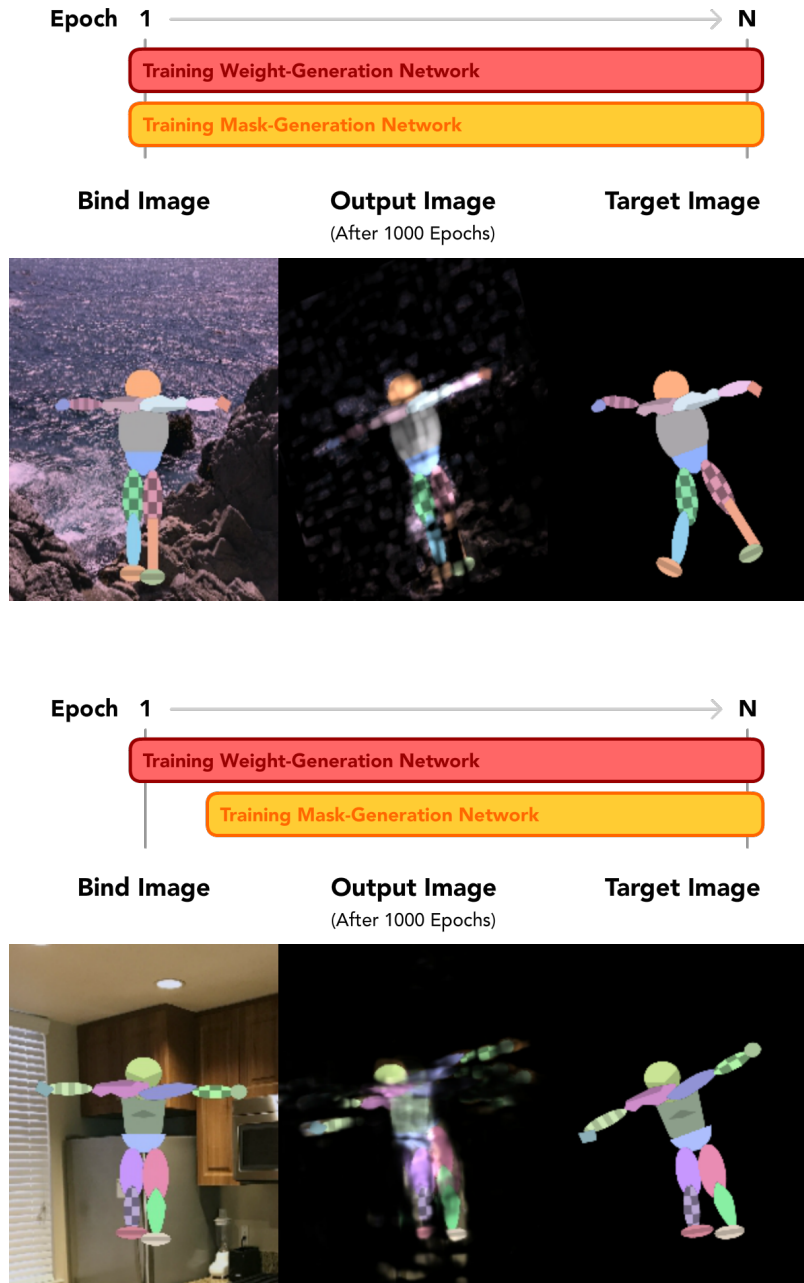 Epoch 1 N
Training Weight-Generation Network
Training Mask-Generation Network
Bind Image Output Image Target Image
(After 1000 Epochs)
Epoch 1 N
Training Weight-Generation Network
Training Mask-Generation Network
Bind Image Output Image Target Image
(After 1000 Epochs)